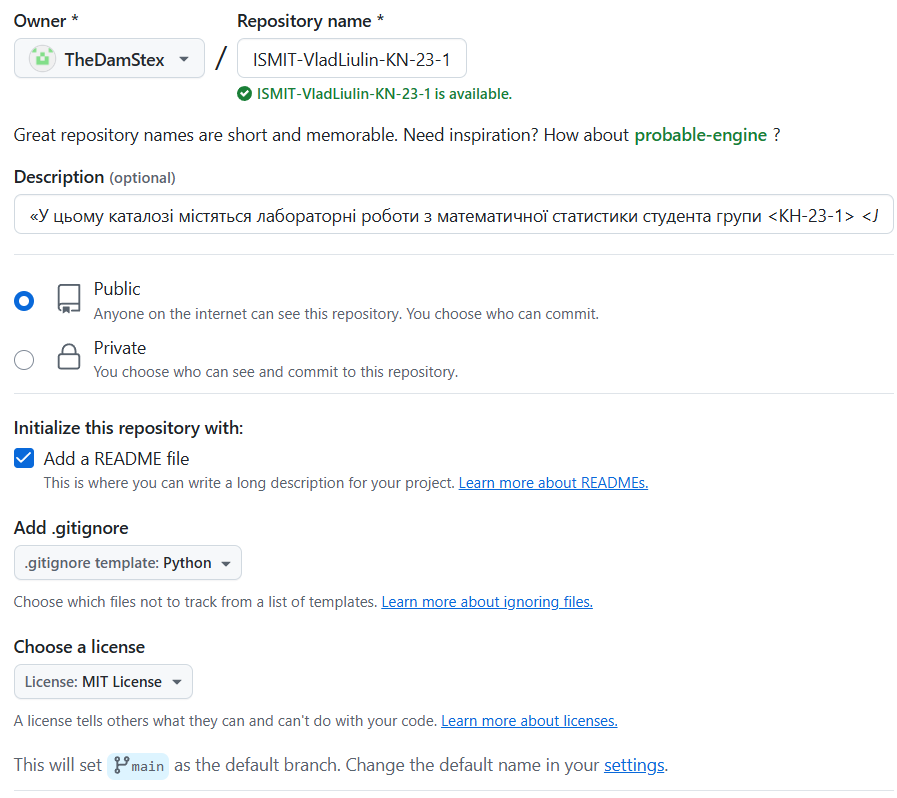 Owner * Repository name *
TheDamStex / ISMIT-VladLiulin-KN-23-1
ISMIT-VladLiulin-KN-23-1 is available.
Great repository names are short and memorable. Need inspiration? How about probable-engine ?
Description (optional)
«У цьому каталозі містяться лабораторні роботи з математичної статистики студента групи <КН-23-1> <
Public
Anyone on the internet can see this repository. You choose who can commit.
Private
You choose who can see and commit to this repository.
Initialize this repository with:
Add a README file
This is where you can write a long description for your project. Learn more about READMEs.
Add .gitignore
.gitignore template: Python
Choose which files not to track from a list of templates. Learn more about ignoring files.
Choose a license
License: MIT License
A license tells others what they can and can't do with your code. Learn more about licenses.
This will set main as the default branch. Change the default name in your settings.